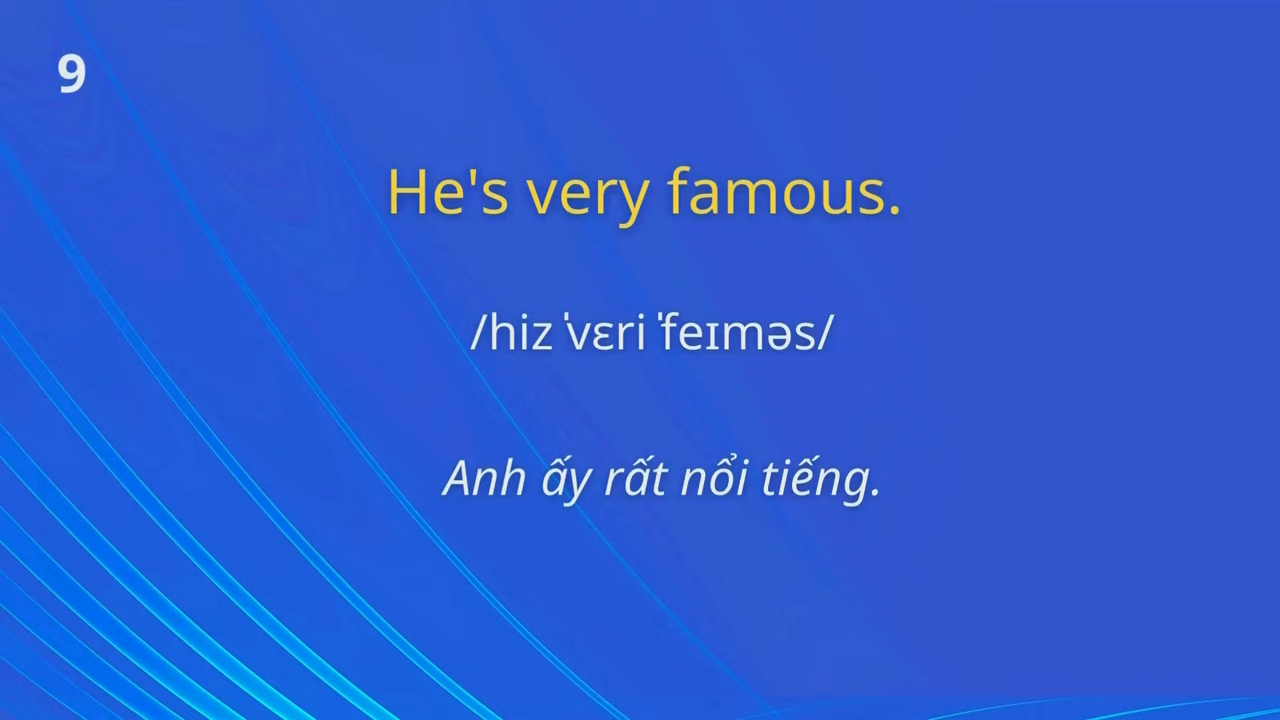 9
He's very famous.
/hiz ˈvɛri ˈfeɪməs/
Anh ấy rất nổi tiếng.